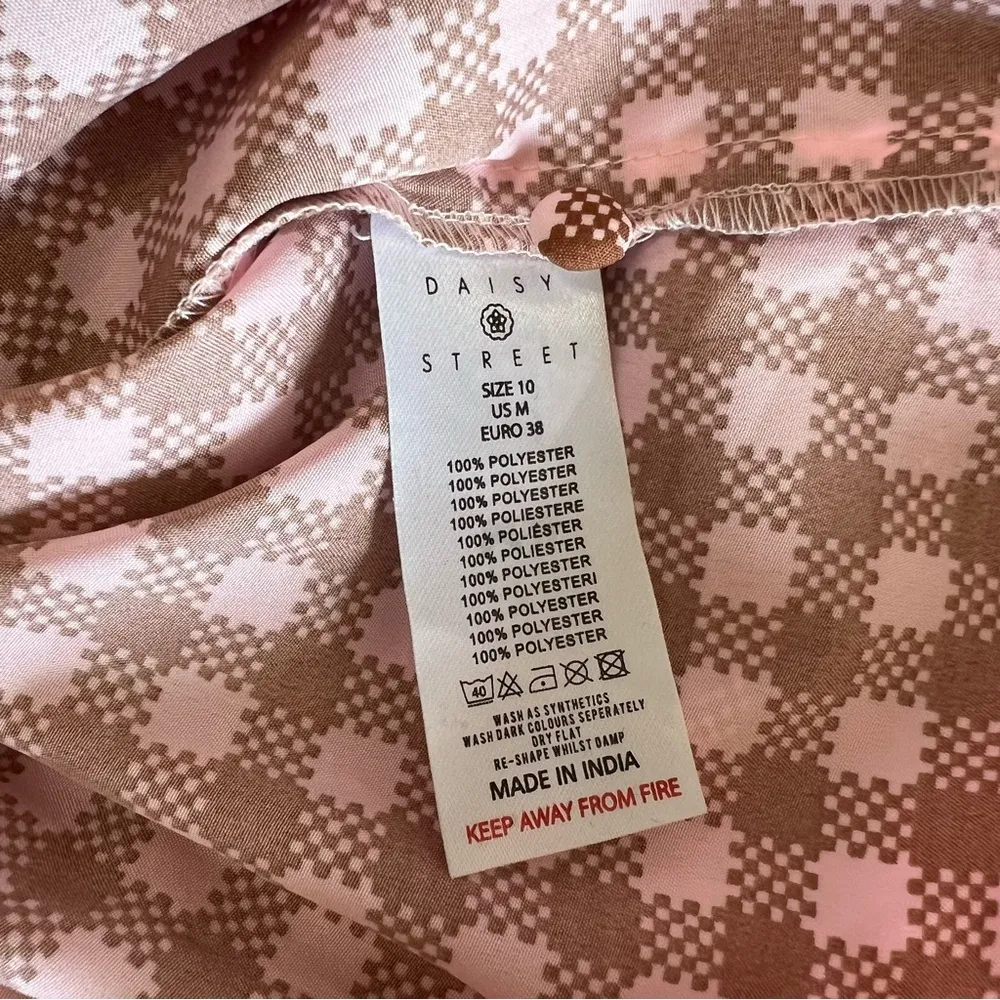 DAISY
STREET
SIZE 10
US M
EURO 38
100% POLYESTER
100% POLYESTER
100% POLYESTER
100% POLIESTERE
100% POLIÉSTER
100% POLIESTER
100% POLYESTER
100% POLYESTERI
100% POLYESTER
100% POLYESTER
100% POLYESTER
40
WASH AS SYNTHETICS
WASH DARK COLOURS SEPERATELY
DRY FLAT
RE-SHAPE WHILST DAMP
MADE IN INDIA
KEEP AWAY FROM FIRE